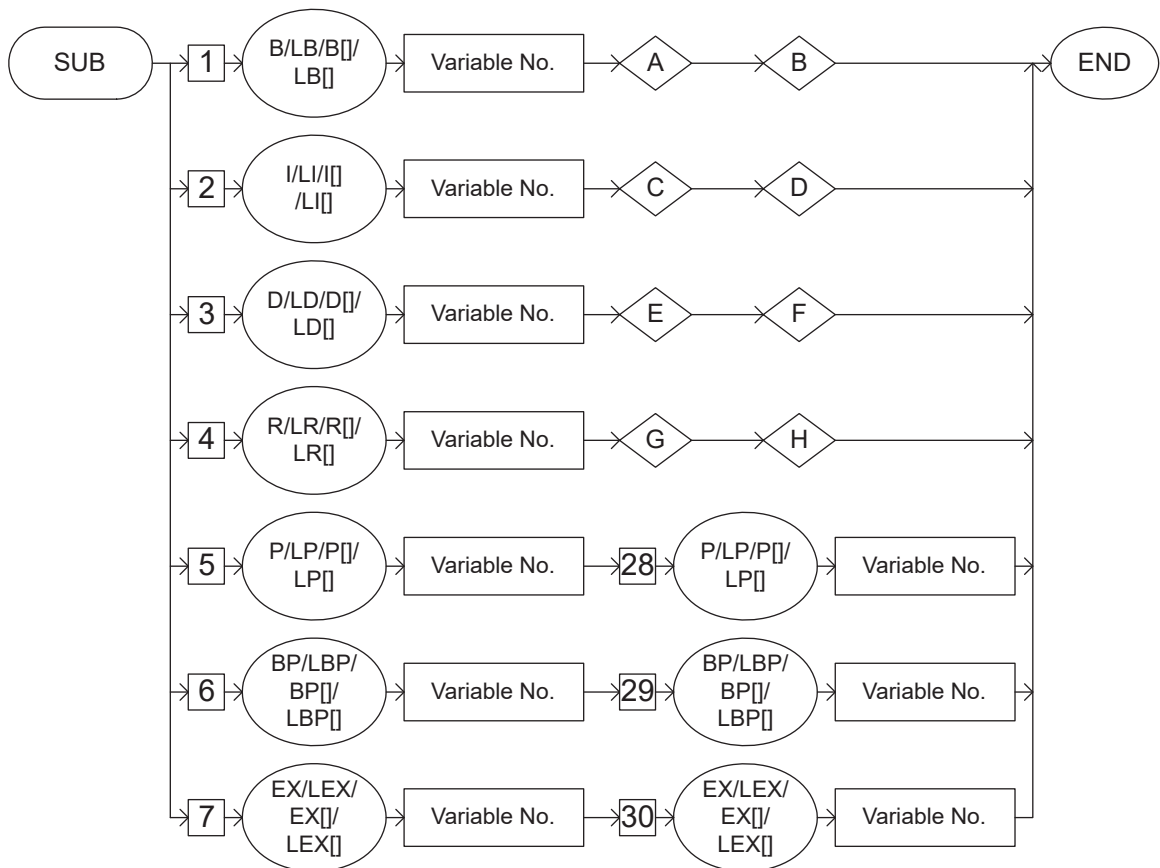 SUB
1
B/LB/B[]/
LB[]
Variable No.
A
B
END
2
I/LI/I[]
/LI[]
Variable No.
C
D
3
D/LD/D[]/
LD[]
Variable No.
E
F
4
R/LR/R[]/
LR[]
Variable No.
G
H
5
P/LP/P[]/
LP[]
Variable No.
28
P/LP/P[]/
LP[]
Variable No.
6
BP/LBP/
BP[]/
LBP[]
Variable No.
29
BP/LBP/
BP[]/
LBP[]
Variable No.
7
EX/LEX/
EX[]/
LEX[]
Variable No.
30
EX/LEX/
EX[]/
LEX[]
Variable No.